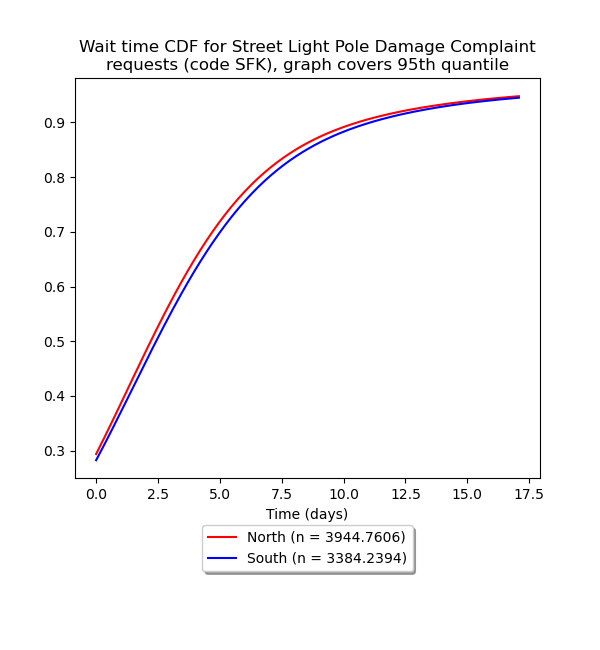 Wait time CDF for Street Light Pole Damage Complaint
requests (code SFK), graph covers 95th quantile
0.9
0.8
0.7
0.6
0.5
0.4
0.3
0.0 2.5 5.0 7.5 10.0 12.5 15.0 17.5
Time (days)
North (n = 3944.7606)
South (n = 3384.2394)